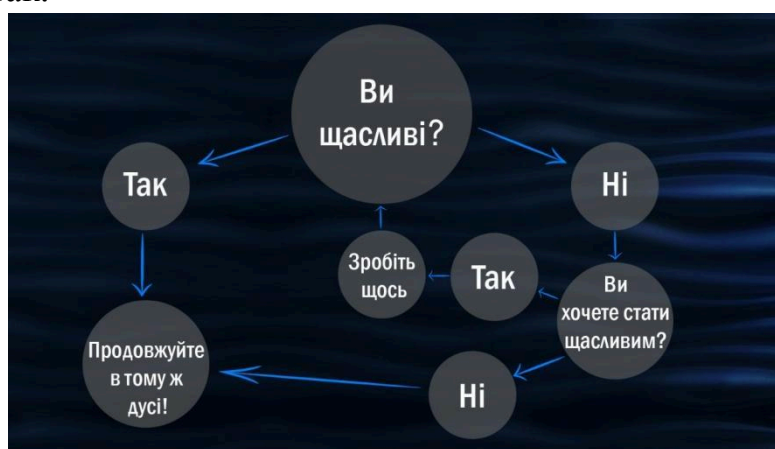 Ви
щасливі?
Так
Ні
Зробіть
щось
Так
Ви
хочете стати
щасливим?
Продовжуйте
в тому ж
дусі!
Ні